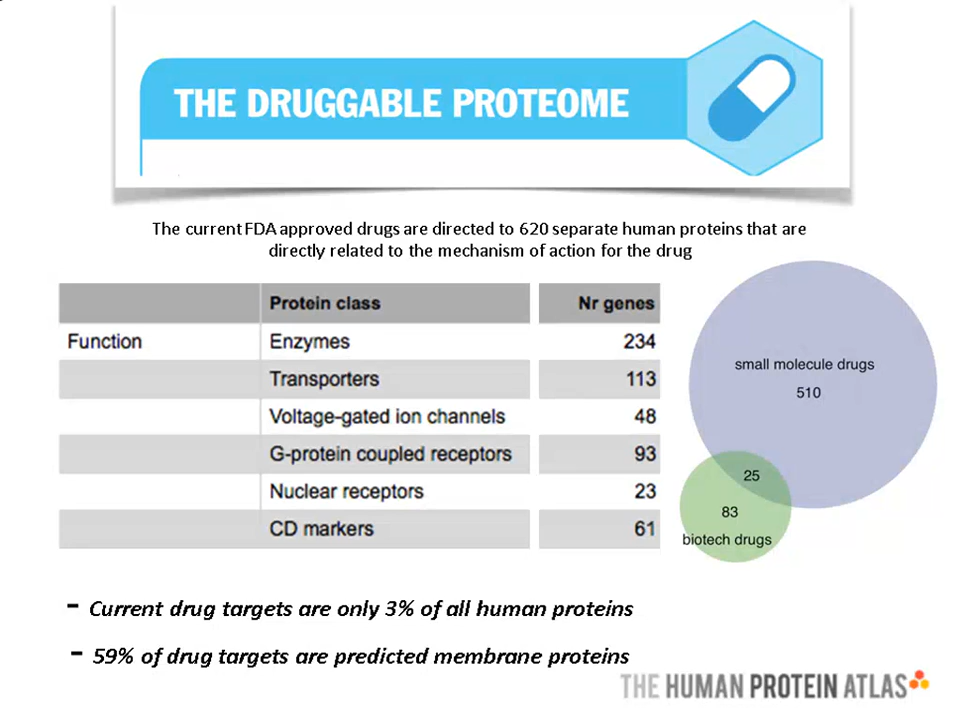 THE DRUGGABLE PROTEOME
The current FDA approved drugs are directed to 620 separate human proteins that are
directly related to the mechanism of action for the drug
Protein class Nr genes
Function Enzymes 234
Transporters 113
Voltage-gated ion channels 48
G-protein coupled receptors 93
Nuclear receptors 23
CD markers 61
small molecule drugs
510
25
83
biotech drugs
- Current drug targets are only 3% of all human proteins
- 59% of drug targets are predicted membrane proteins
THE HUMAN PROTEIN ATLAS